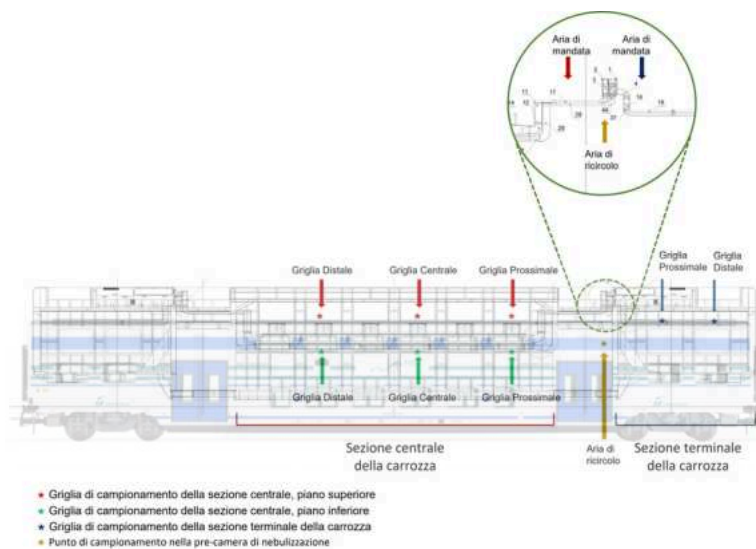 Aria di
mandata
Aria di
mandata
Aria di
ricircolo
Griglia Distale
Griglia Centrale
Griglia Prossimale
Griglia
Prossimale
Griglia
Distale
Griglia Distale
Griglia Centrale
Griglia Prossimale
Sezione centrale
della carrozza
Aria di
ricircolo
Sezione terminale
della carrozza
Griglia di campionamento della sezione centrale, piano superiore
Griglia di campionamento della sezione centrale, piano inferiore
Griglia di campionamento della sezione terminale della carrozza
Punto di campionamento nella pre-camera di nebulizzazione